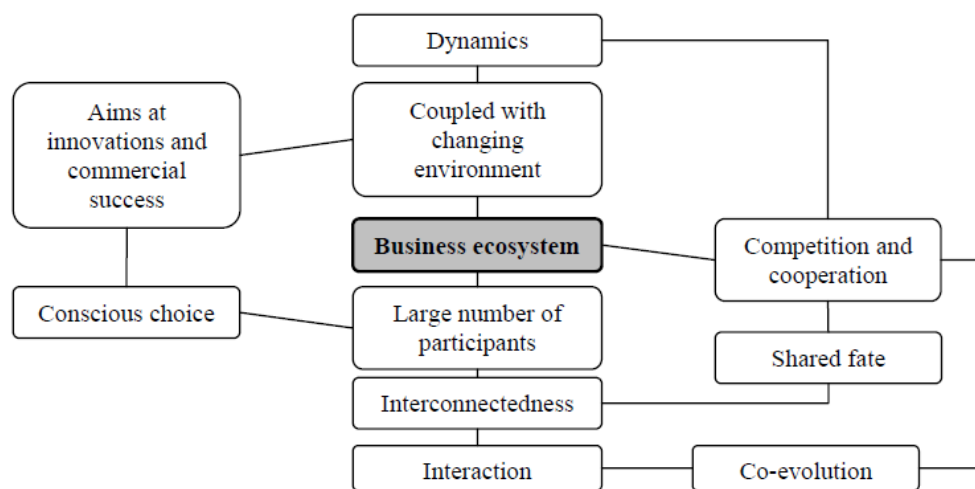 Dynamics
Aims at
innovations and
commercial
success
Coupled with
changing
environment
Business ecosystem
Competition and
cooperation
Conscious choice
Large number of
participants
Shared fate
Interconnectedness
Interaction
Co-evolution